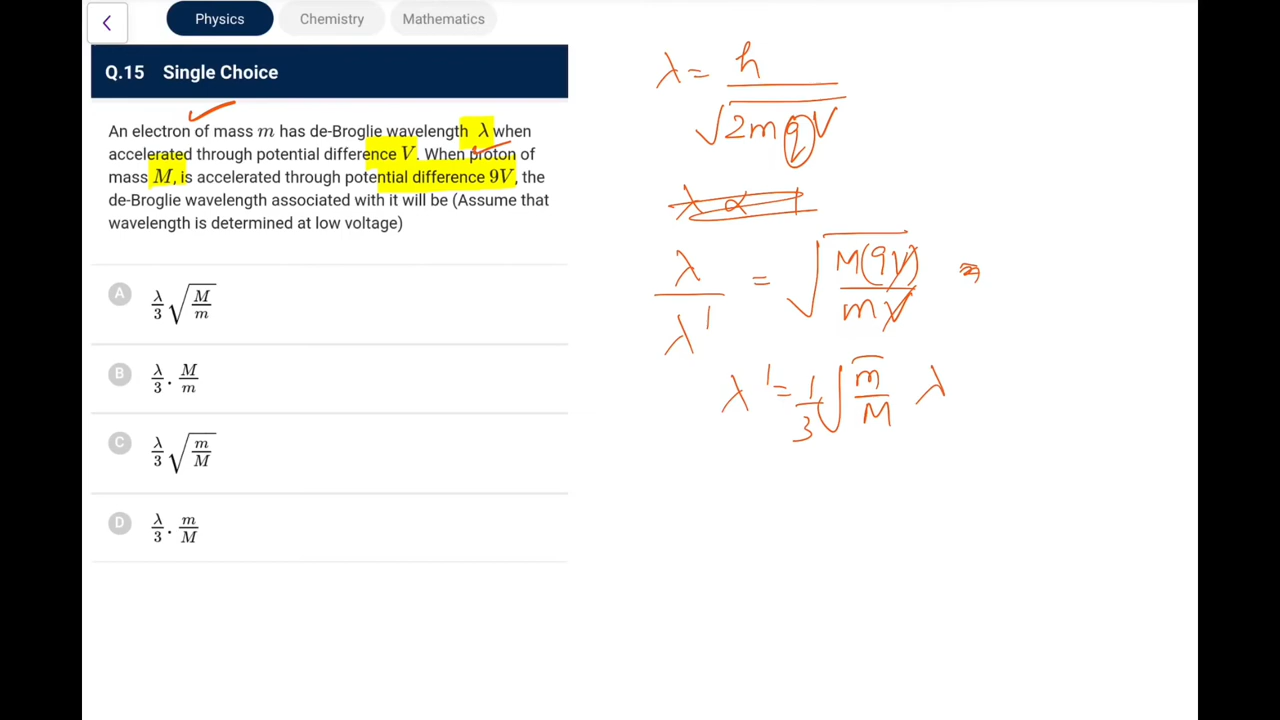 Physics Chemistry Mathematics
Q.15 Single Choice
An electron of mass m has de-Broglie wavelength λ when
accelerated through potential difference V. When proton of
mass M, is accelerated through potential difference 9V, the
de-Broglie wavelength associated with it will be (Assume that
wavelength is determined at low voltage)
A λ/3 √(M/m)
B λ/3 · M/m
C λ/3 √(m/M)
D λ/3 · m/M
λ = h/√(2mqV)
λ ∝ 1
λ/λ' = √(M(9V)/mV) ⇒
λ' = 1/3 √(m/M) λ